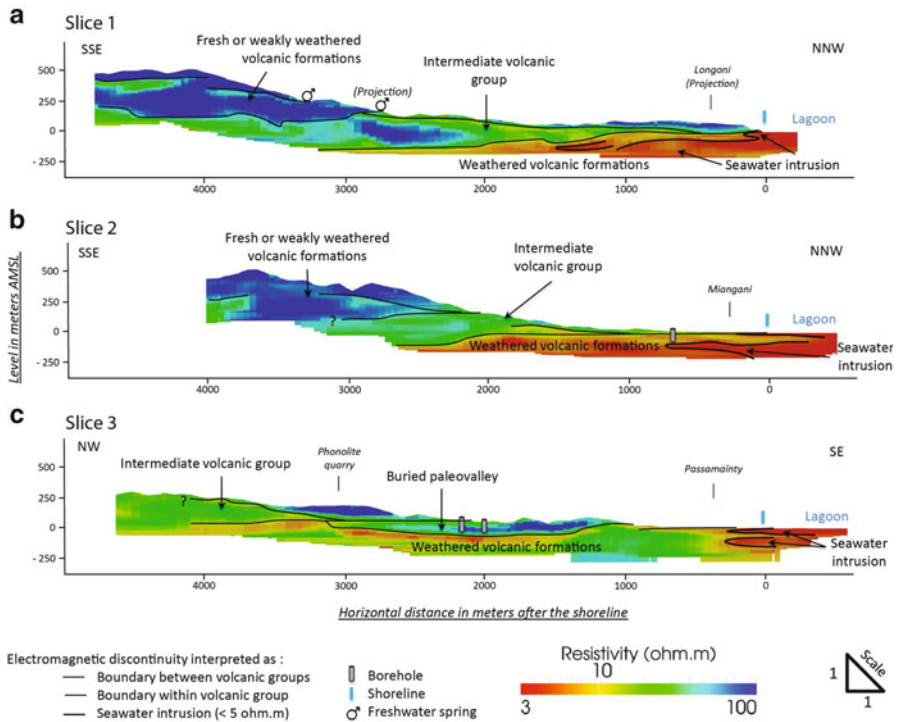 a
Slice 1
SSE
NNW
Fresh or weakly weathered
volcanic formations
(Projection)
Intermediate volcanic
group
Longoni
(Projection)
Lagoon
500
250
0
-250
Weathered volcanic formations
Seawater intrusion
4000
3000
2000
1000
0
b
Slice 2
SSE
NNW
Fresh or weakly weathered
volcanic formations
Intermediate
volcanic group
Miangani
Lagoon
500
250
0
-250
?
Weathered volcanic formations
Seawater
intrusion
4000
3000
2000
1000
0
Level in meters AMSL
c
Slice 3
NW
SE
Intermediate volcanic group
Phonolite
quarry
Buried paleovalley
Passamaïnty
Lagoon
500
250
0
-250
?
Weathered volcanic formations
Seawater
intrusion
4000
3000
2000
1000
0
Horizontal distance in meters after the shoreline
Electromagnetic discontinuity interpreted as :
Boundary between volcanic groups
Boundary within volcanic group
Seawater intrusion (< 5 ohm.m)
Borehole
Shoreline
Freshwater spring
Resistivity (ohm.m)
10
3
100
Scale
1
1